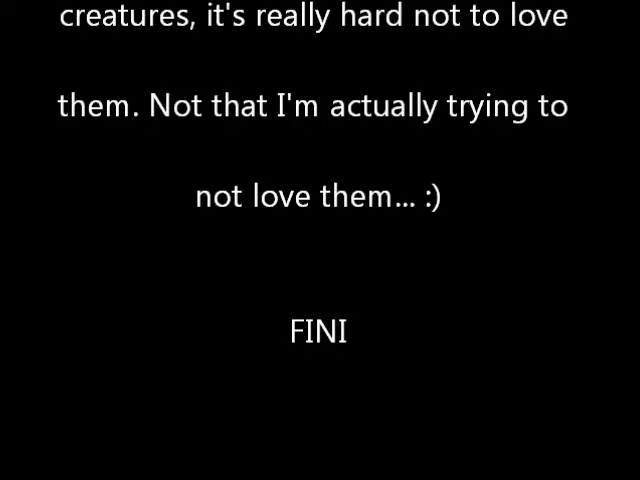 creatures, it's really hard not to love
them. Not that I'm actually trying to
not love them... :)
FINI